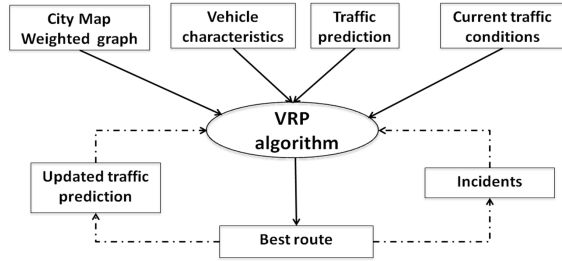 City Map
Weighted graph
Vehicle
characteristics
Traffic
prediction
Current traffic
conditions
VRP
algorithm
Updated traffic
prediction
Incidents
Best route